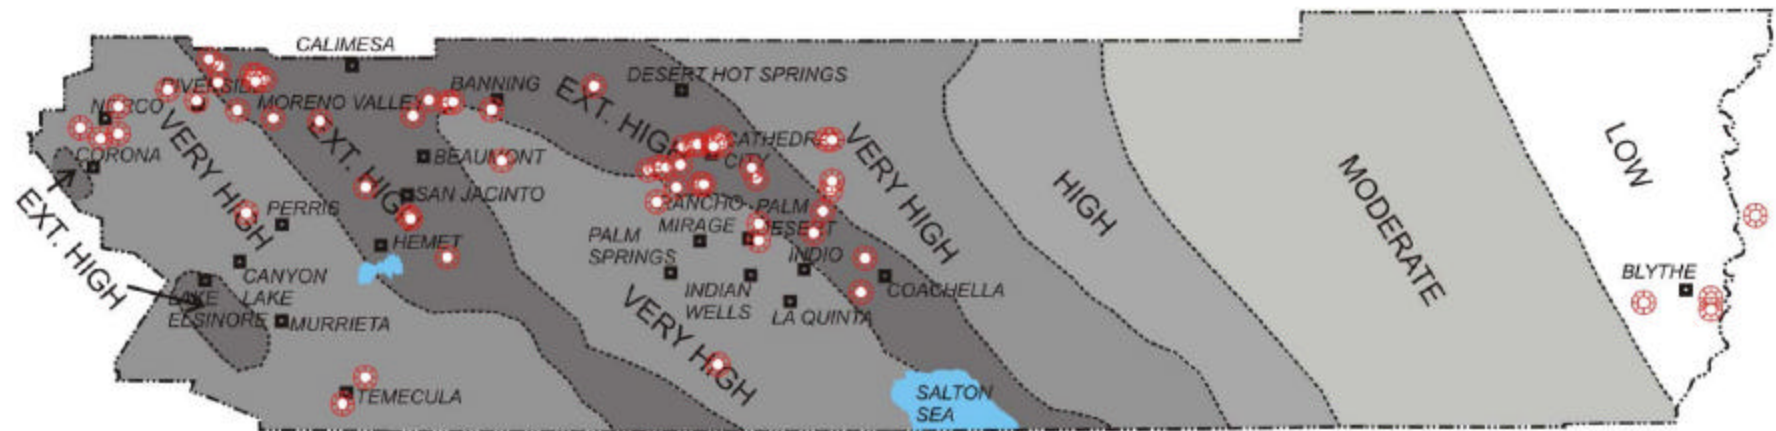 CALIMESA
RIVERSIDE
MORENO VALLEY
BANNING
DESERT HOT SPRINGS
NORCO
CORONA
VERY HIGH
EXT. HIGH
EXT. HIGH
BEAUMONT
CATHEDRAL
CITY
VERY HIGH
HIGH
MODERATE
LOW
EXT. HIGH
PERRIS
SAN JACINTO
HEMET
PALM
SPRINGS
RANCHO
MIRAGE
PALM
DESERT
INDIO
CANYON
LAKE
LAKE
ELSINORE
MURRIETA
VERY HIGH
INDIAN
WELLS
LA QUINTA
COACHELLA
BLYTHE
TEMECULA
SALTON
SEA